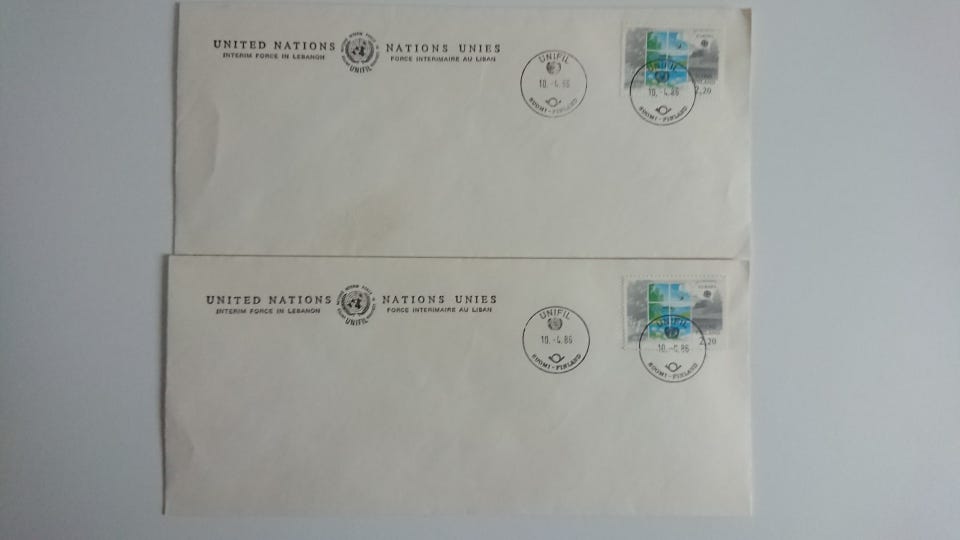 UNITED NATIONS
INTERIM FORCE IN LEBANON
UNIFIL
NATIONS UNIES
FORCE INTERIMAIRE AU LIBAN
UNIFIL
10.-4.86
SUOMI-FINLAND
UNIFIL
10.-4.86
SUOMI-FINLAND
2,20
UNITED NATIONS
INTERIM FORCE IN LEBANON
UNIFIL
NATIONS UNIES
FORCE INTERIMAIRE AU LIBAN
UNIFIL
10.-4.86
SUOMI-FINLAND
EUROPA
UNIFIL
10.-4.86
SUOMI-FINLAND
2,20